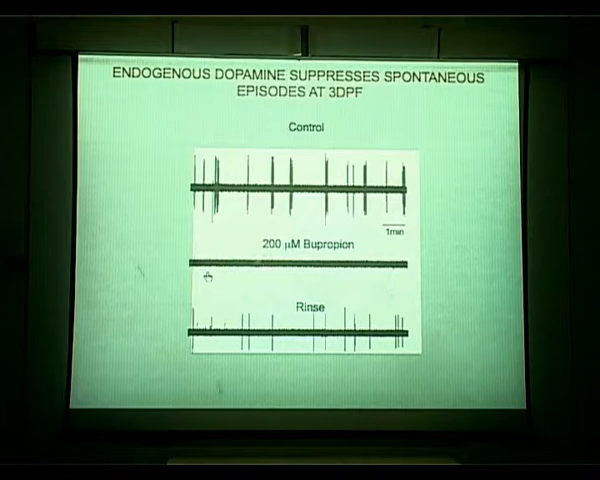 ENDOGENOUS DOPAMINE SUPPRESSES SPONTANEOUS
EPISODES AT 3DPF
Control
1min
200 µM Bupropion
Rinse